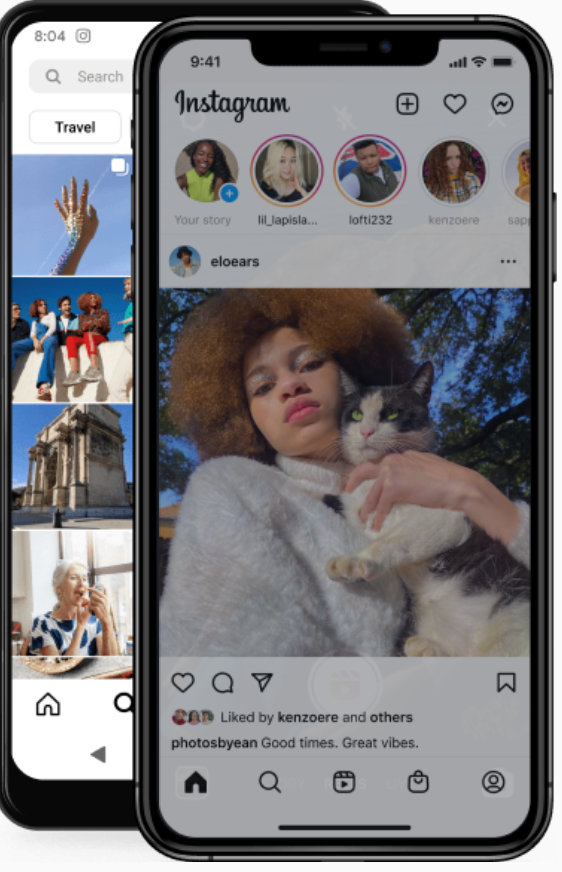 8:04
Search
Travel
9:41
Instagram
Your story
lil_lapisla...
lofti232
kenzoere
sapp
eloears
Liked by kenzoere and others
photosbyean Good times. Great vibes.